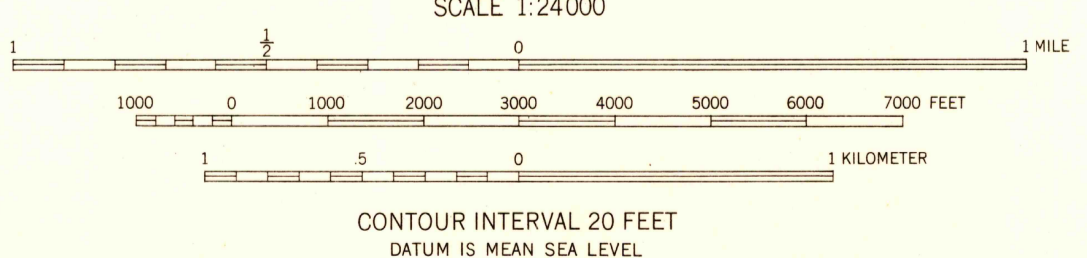 SCALE 1:24000
1 ½ 0 1 MILE
1000 0 1000 2000 3000 4000 5000 6000 7000 FEET
1 .5 0 1 KILOMETER
CONTOUR INTERVAL 20 FEET
DATUM IS MEAN SEA LEVEL